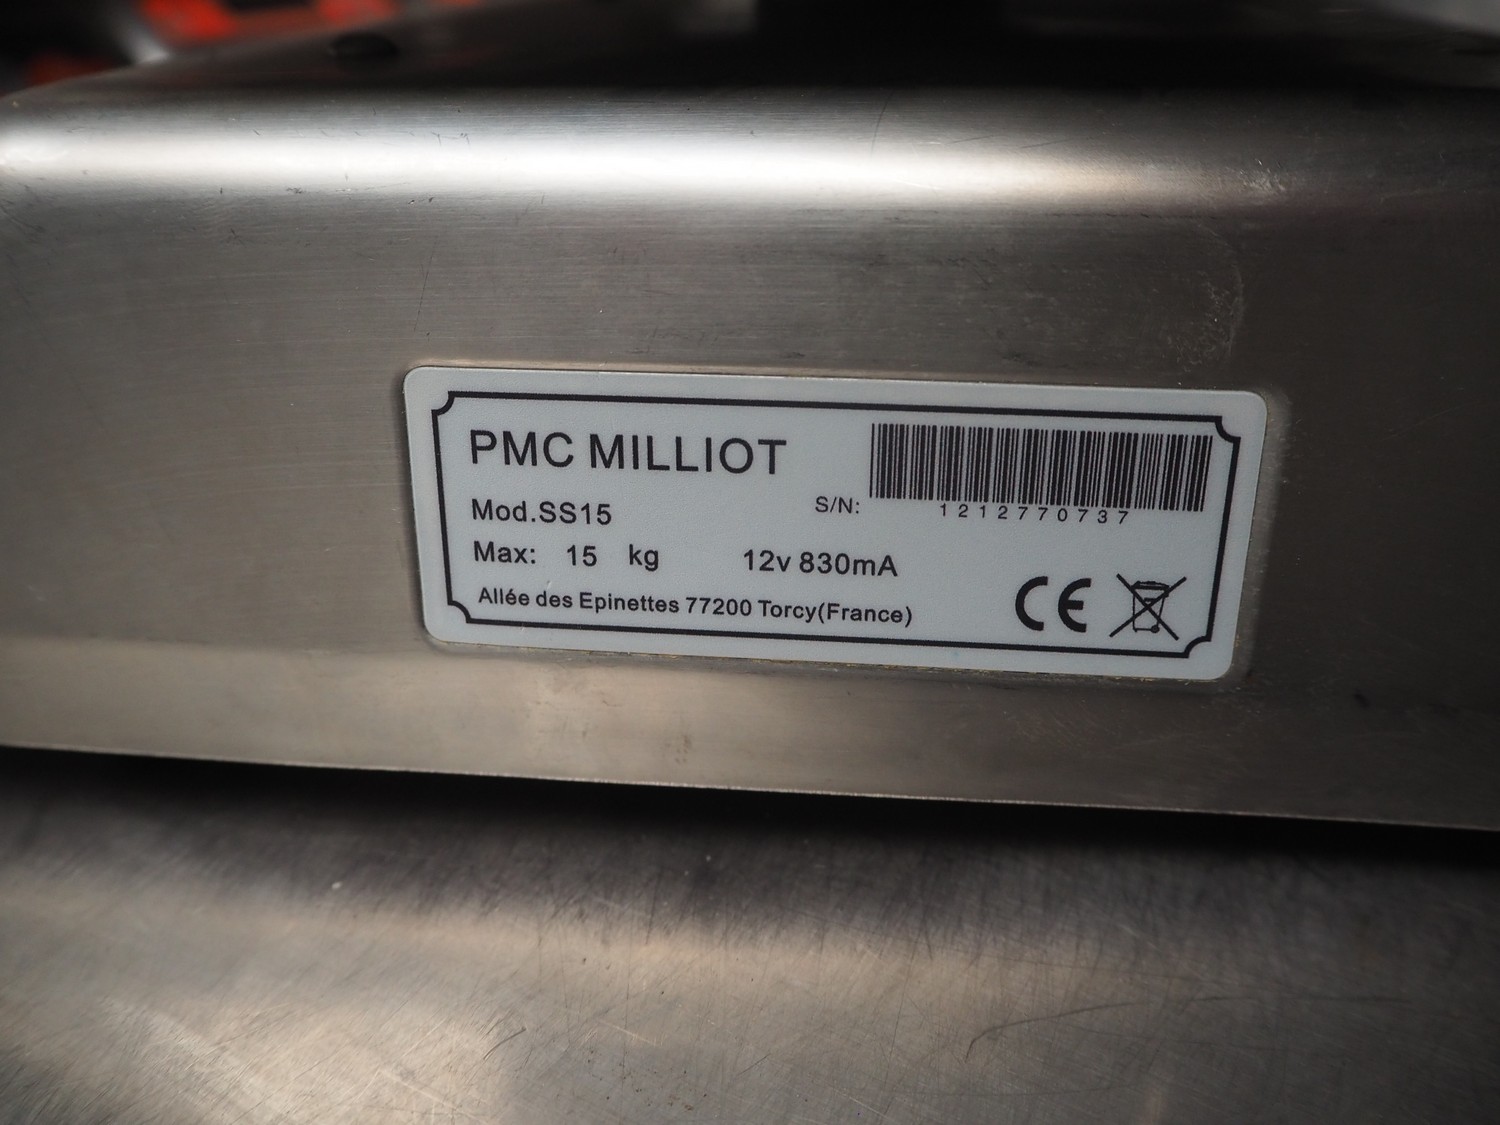 PMC MILLIOT
Mod.SS15
S/N:
1212770737
Max: 15 kg 12v 830mA
Allée des Epinettes 77200 Torcy(France)
CE